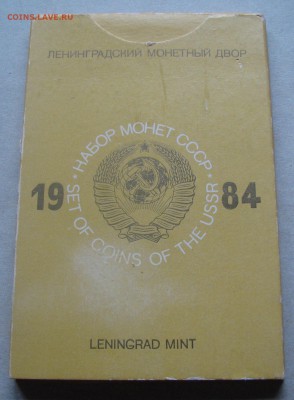 COINS.LAVE.RU
ЛЕНИНГРАДСКИЙ МОНЕТНЫЙ ДВОР
• НАБОР МОНЕТ СССР •
19 84
SET OF COINS OF THE USSR
LENINGRAD MINT